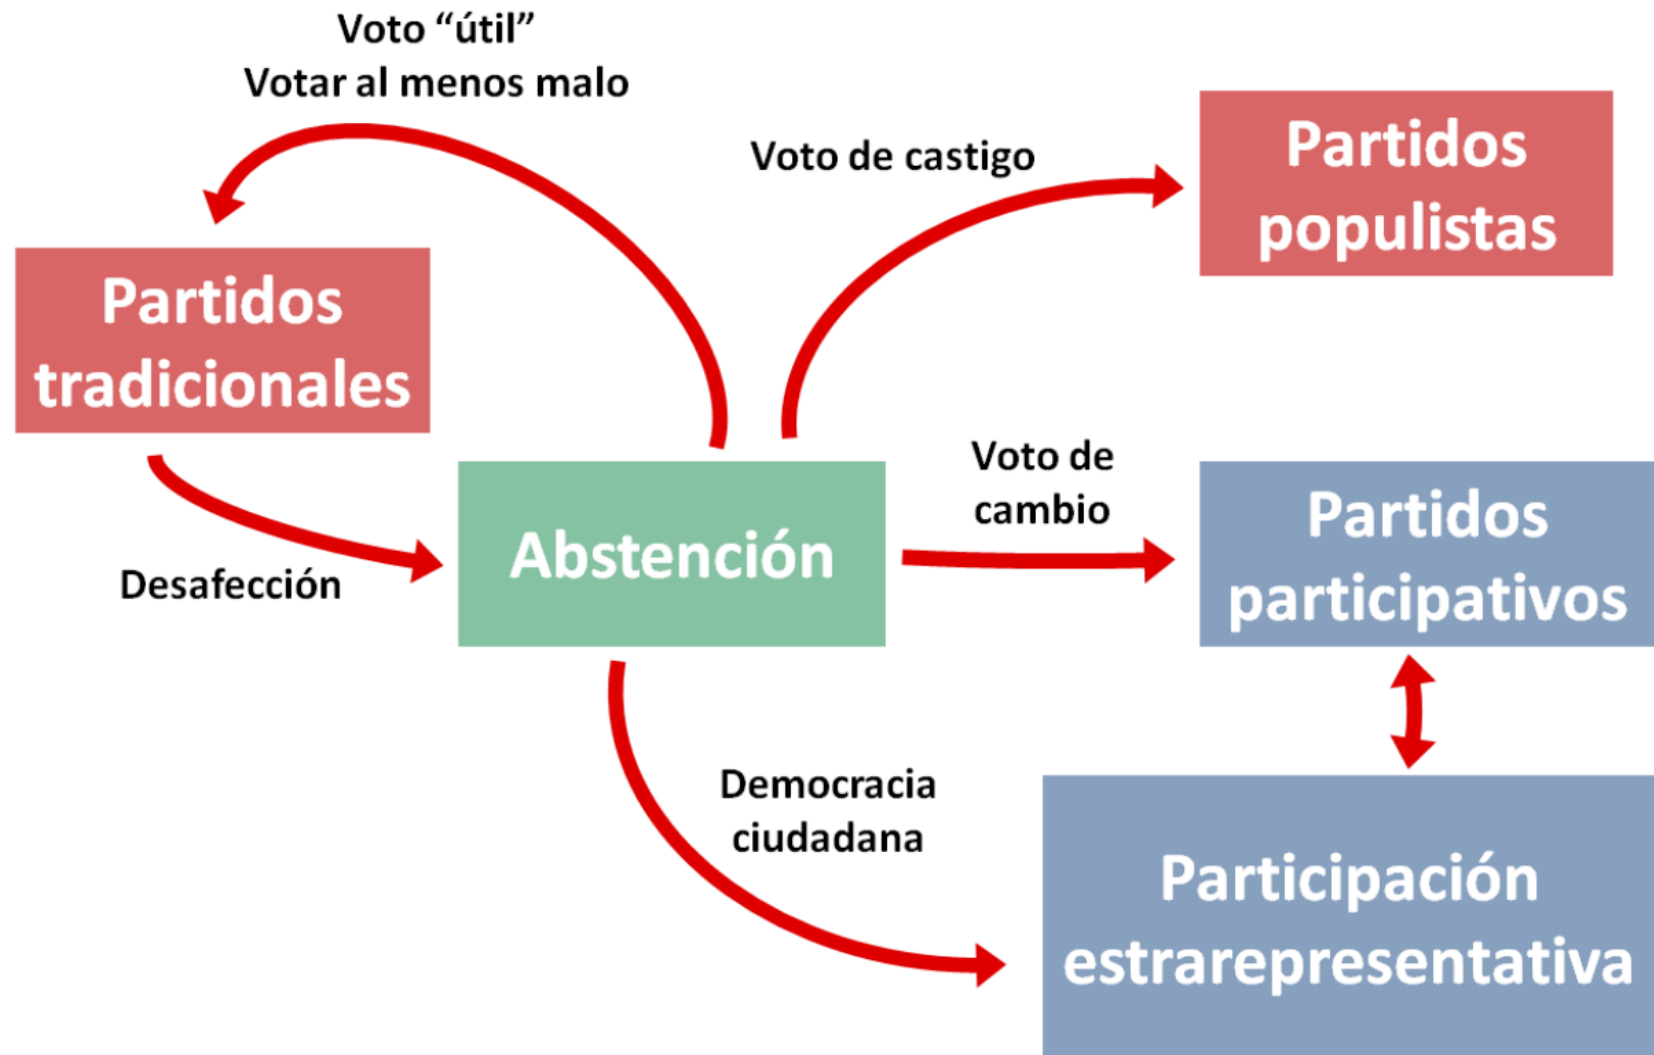 Voto “útil”
Votar al menos malo
Voto de castigo
Partidos
populistas
Partidos
tradicionales
Desafección
Abstención
Voto de
cambio
Partidos
participativos
Democracia
ciudadana
Participación
estrarepresentativa